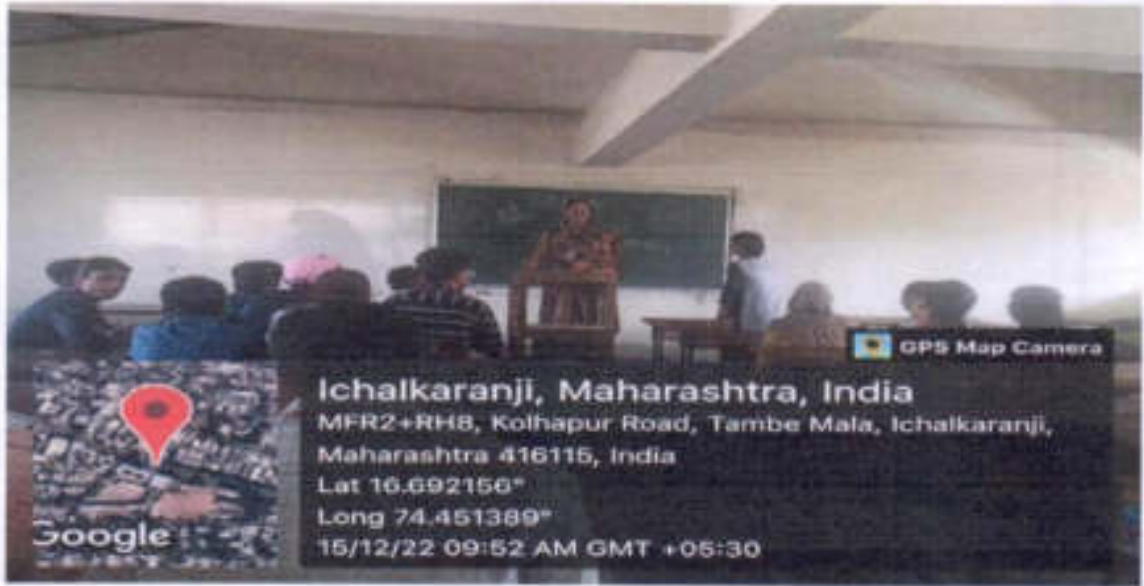 GPS Map Camera
Ichalkaranji, Maharashtra, India
MFR2+RH8, Kolhapur Road, Tambe Mala, Ichalkaranji,
Maharashtra 416115, India
Lat 16.692156°
Long 74.451389°
15/12/22 09:52 AM GMT +05:30
Google